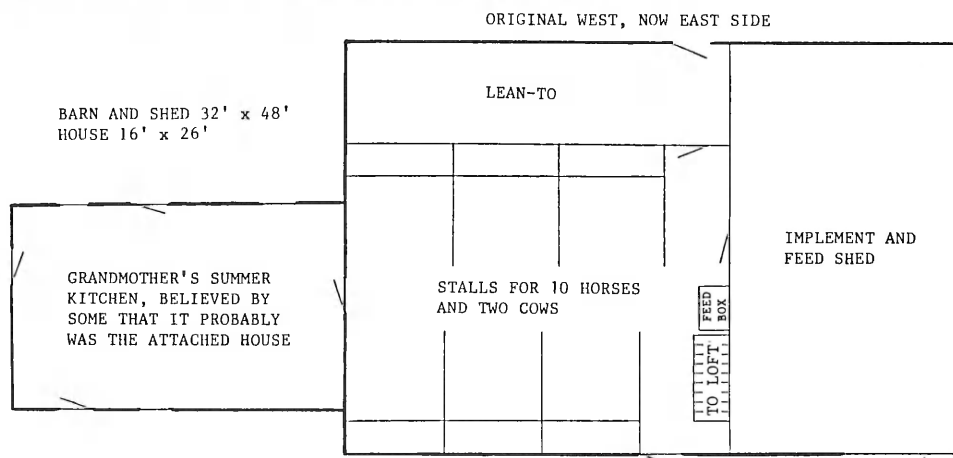 ORIGINAL WEST, NOW EAST SIDE
BARN AND SHED 32' x 48'
HOUSE 16' x 26'
LEAN-TO
GRANDMOTHER'S SUMMER
KITCHEN, BELIEVED BY
SOME THAT IT PROBABLY
WAS THE ATTACHED HOUSE
STALLS FOR 10 HORSES
AND TWO COWS
FEED
BOX
TO LOFT
IMPLEMENT AND
FEED SHED